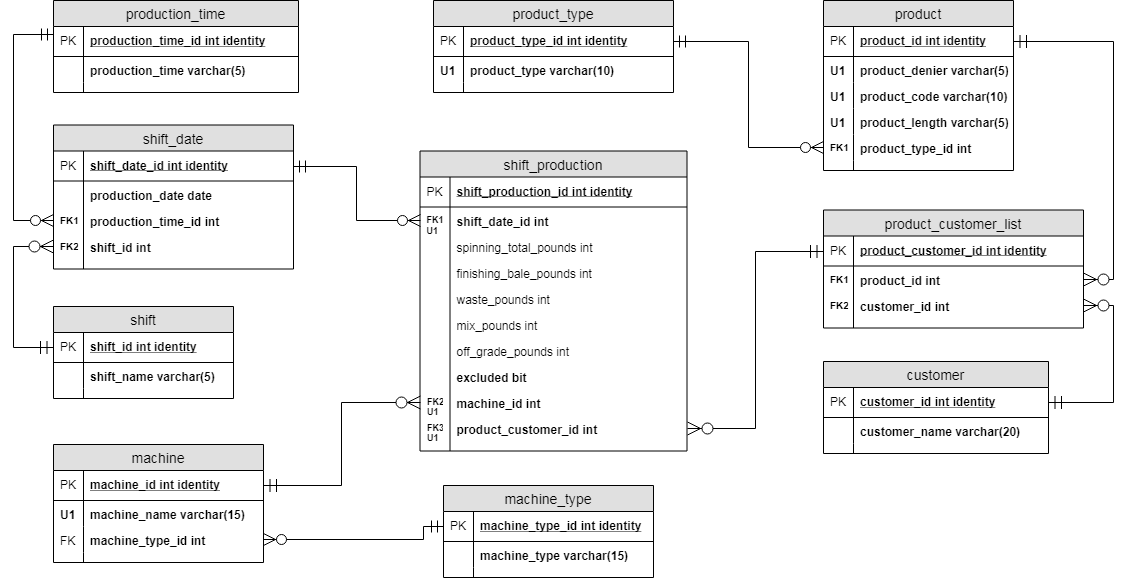 production_time
PK production_time_id int identity
production_time varchar(5)
product_type
PK product_type_id int identity
U1 product_type varchar(10)
product
PK product_id int identity
U1 product_denier varchar(5)
U1 product_code varchar(10)
U1 product_length varchar(5)
FK1 product_type_id int
shift_date
PK shift_date_id int identity
production_date date
FK1 production_time_id int
FK2 shift_id int
shift_production
PK shift_production_id int identity
FK1 U1 shift_date_id int
spinning_total_pounds int
finishing_bale_pounds int
waste_pounds int
mix_pounds int
off_grade_pounds int
excluded bit
FK2 U1 machine_id int
FK3 U1 product_customer_id int
product_customer_list
PK product_customer_id int identity
FK1 product_id int
FK2 customer_id int
shift
PK shift_id int identity
shift_name varchar(5)
customer
PK customer_id int identity
customer_name varchar(20)
machine
PK machine_id int identity
U1 machine_name varchar(15)
FK machine_type_id int
machine_type
PK machine_type_id int identity
machine_type varchar(15)